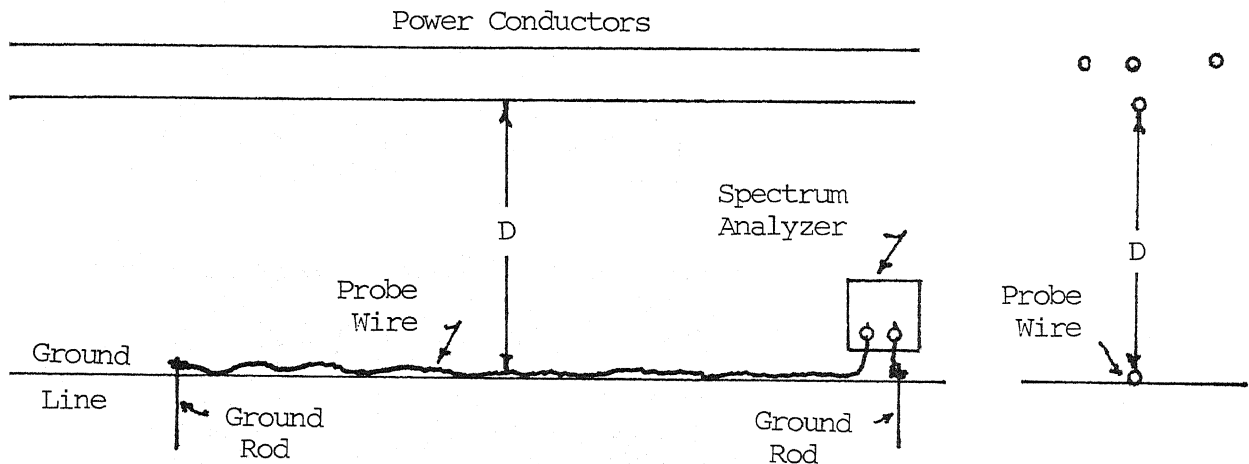 Power Conductors
Spectrum
Analyzer
D
D
Probe
Wire
Probe
Wire
Ground
Line
Ground
Rod
Ground
Rod